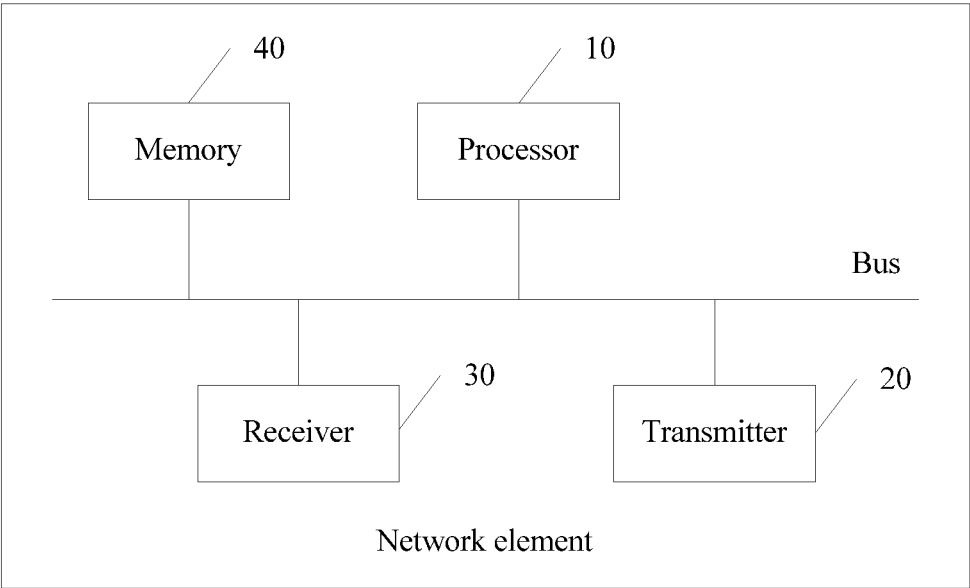 40
10
Memory
Processor
Bus
30
20
Receiver
Transmitter
Network element